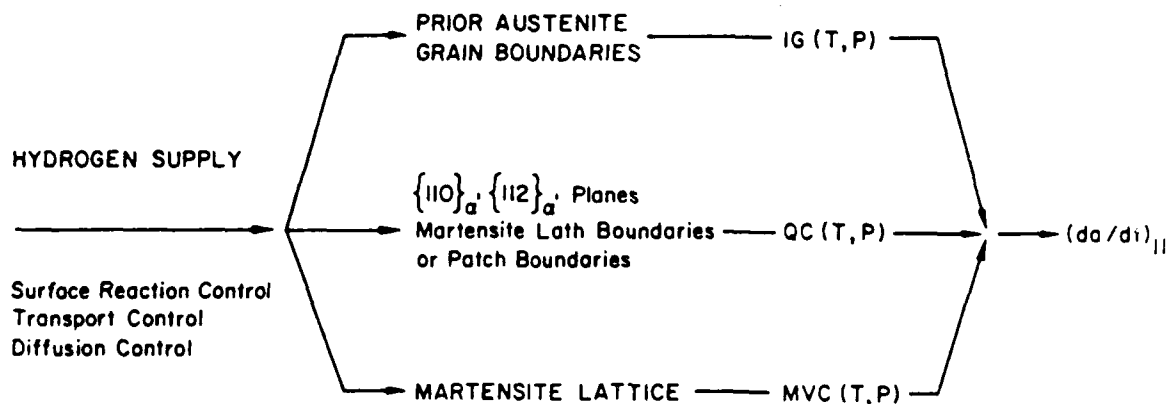 PRIOR AUSTENITE
GRAIN BOUNDARIES
IG (T,P)
HYDROGEN SUPPLY
{110}α' {112}α' Planes
Martensite Lath Boundaries
or Patch Boundaries
QC (T,P)
(da/dt)II
Surface Reaction Control
Transport Control
Diffusion Control
MARTENSITE LATTICE
MVC (T,P)